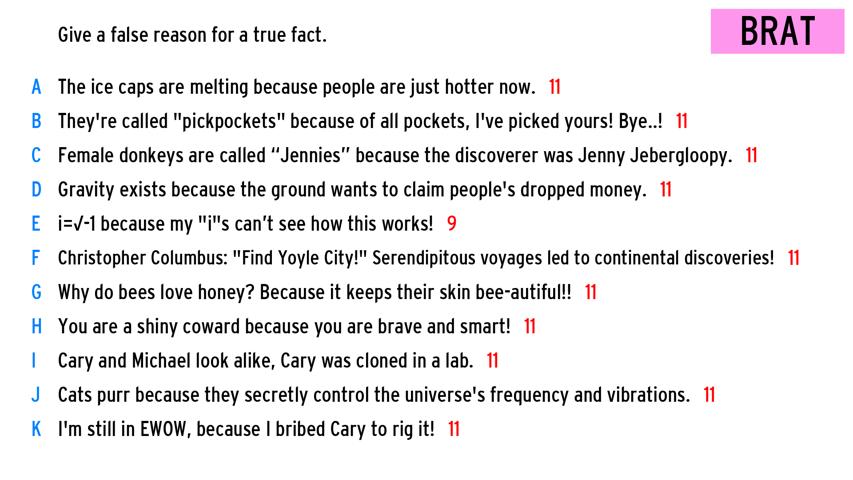 Give a false reason for a true fact.
BRAT
A The ice caps are melting because people are just hotter now. 11
B They're called "pickpockets" because of all pockets, I've picked yours! Bye..! 11
C Female donkeys are called “Jennies” because the discoverer was Jenny Jebergloopy. 11
D Gravity exists because the ground wants to claim people's dropped money. 11
E i=√-1 because my "i"s can’t see how this works! 9
F Christopher Columbus: "Find Yoyle City!" Serendipitous voyages led to continental discoveries! 11
G Why do bees love honey? Because it keeps their skin bee-autiful!! 11
H You are a shiny coward because you are brave and smart! 11
I Cary and Michael look alike, Cary was cloned in a lab. 11
J Cats purr because they secretly control the universe's frequency and vibrations. 11
K I'm still in EWOW, because I bribed Cary to rig it! 11